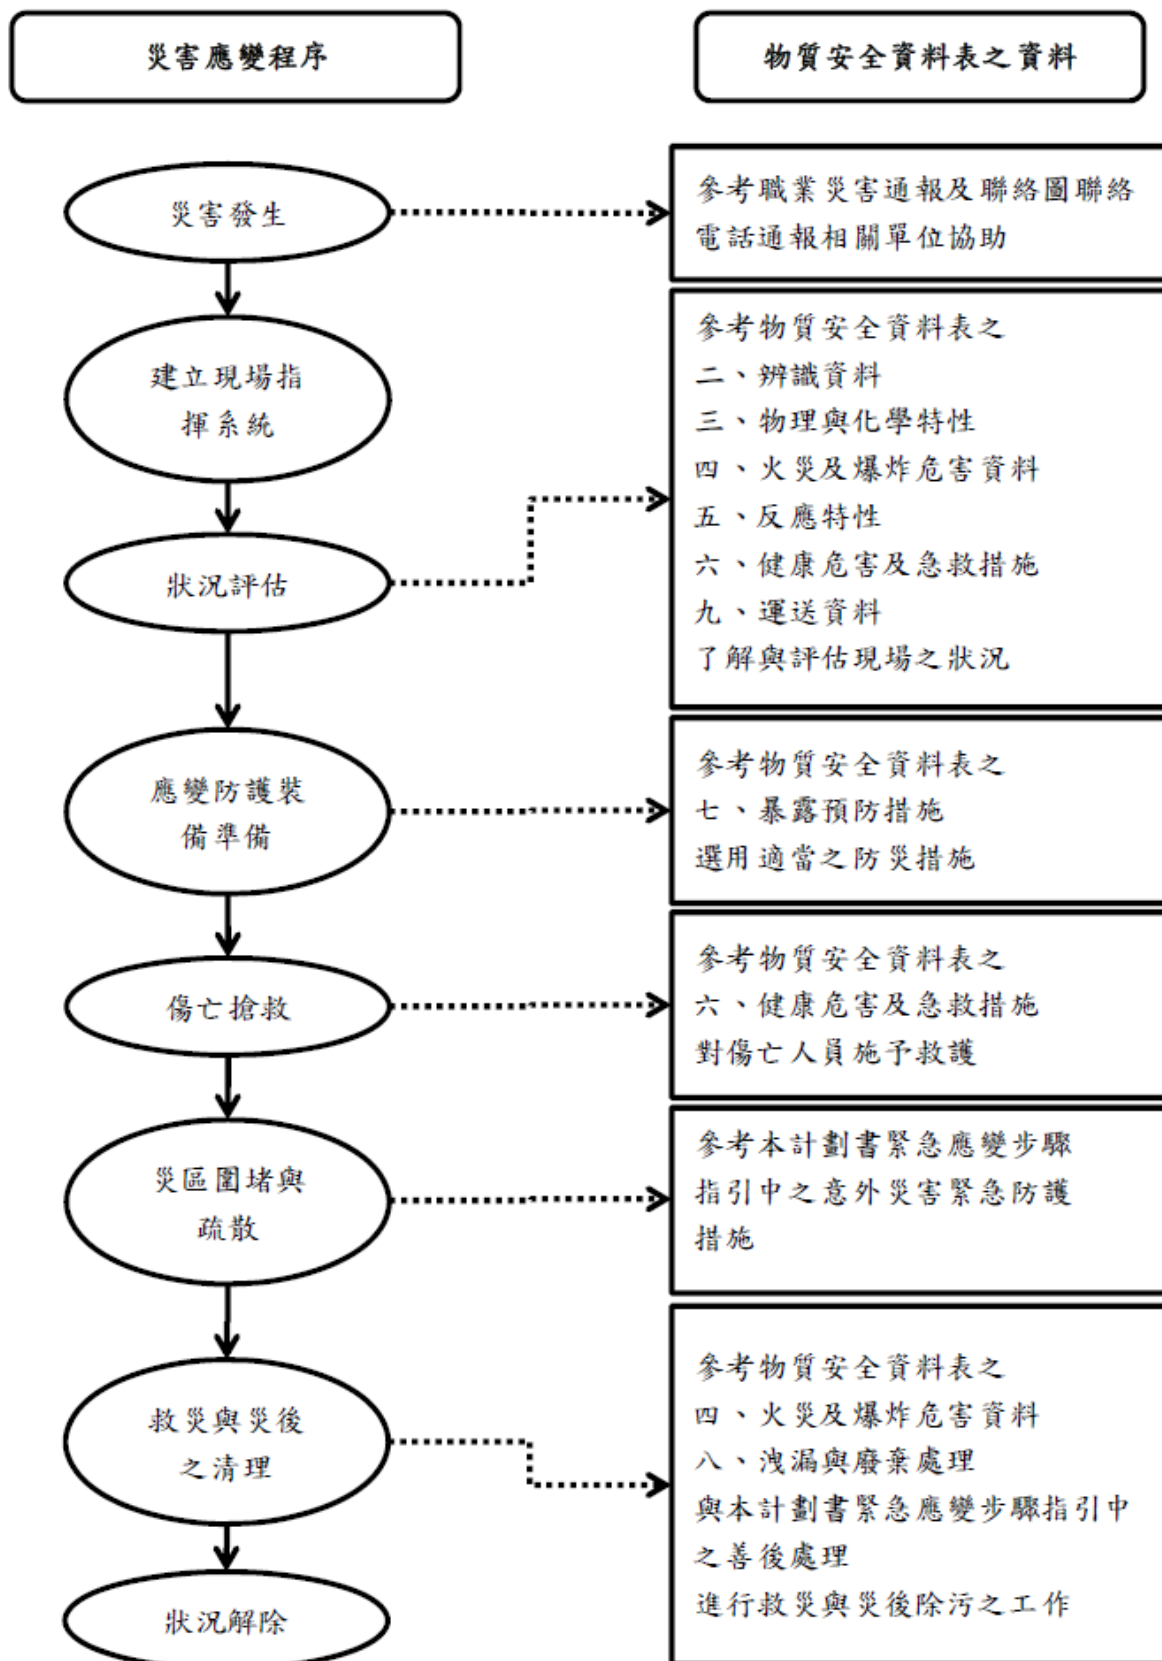 災害應變程序
物質安全資料表之資料
災害發生
參考職業災害通報及聯絡圖聯絡
電話通報相關單位協助
建立現場指
揮系統
狀況評估
參考物質安全資料表之
二、辨識資料
三、物理與化學特性
四、火災及爆炸危害資料
五、反應特性
六、健康危害及急救措施
九、運送資料
了解與評估現場之狀況
應變防護裝
備準備
參考物質安全資料表之
七、暴露預防措施
選用適當之防災措施
傷亡搶救
參考物質安全資料表之
六、健康危害及急救措施
對傷亡人員施予救護
災區圍堵與
疏散
參考本計劃書緊急應變步驟
指引中之意外災害緊急防護
措施
救災與災後
之清理
參考物質安全資料表之
四、火災及爆炸危害資料
八、洩漏與廢棄處理
與本計劃書緊急應變步驟指引中
之善後處理
進行救災與災後除污之工作
狀況解除